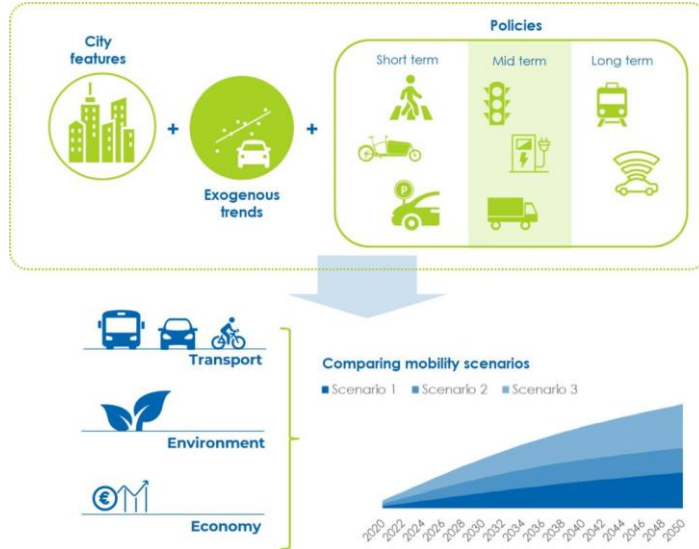 Policies
City
features
Short term
Mid term
Long term
+
+
P
Exogenous
trends
Transport
Environment
€
Economy
Comparing mobility scenarios
Scenario 1
Scenario 2
Scenario 3
2020
2022
2024
2026
2028
2030
2032
2034
2036
2038
2040
2042
2044
2046
2048
2050